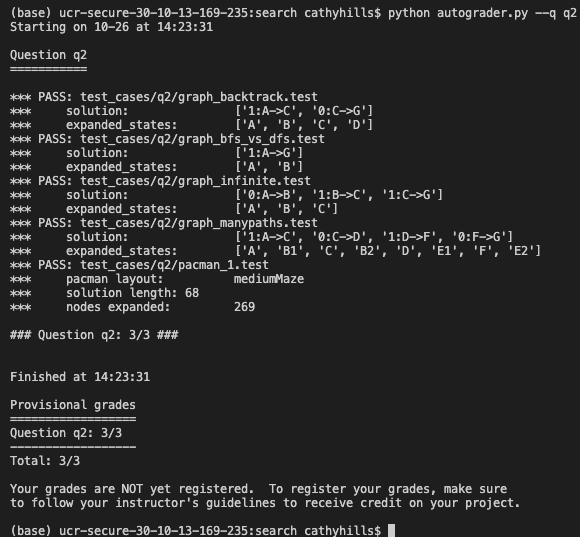 (base) ucr-secure-30-10-13-169-235:search cathyhills$ python autograder.py --q q2
Starting on 10-26 at 14:23:31
Question q2
===========
*** PASS: test_cases/q2/graph_backtrack.test
***     solution:               ['1:A->C', '0:C->G']
***     expanded_states:        ['A', 'B', 'C', 'D']
*** PASS: test_cases/q2/graph_bfs_vs_dfs.test
***     solution:               ['1:A->G']
***     expanded_states:        ['A', 'B']
*** PASS: test_cases/q2/graph_infinite.test
***     solution:               ['0:A->B', '1:B->C', '1:C->G']
***     expanded_states:        ['A', 'B', 'C']
*** PASS: test_cases/q2/graph_manypaths.test
***     solution:               ['1:A->C', '0:C->D', '1:D->F', '0:F->G']
***     expanded_states:        ['A', 'B1', 'C', 'B2', 'D', 'E1', 'F', 'E2']
*** PASS: test_cases/q2/pacman_1.test
***     pacman layout:          mediumMaze
***     solution length: 68
***     nodes expanded:         269
### Question q2: 3/3 ###
Finished at 14:23:31
Provisional grades
==================
Question q2: 3/3
------------------
Total: 3/3
Your grades are NOT yet registered.  To register your grades, make sure
to follow your instructor's guidelines to receive credit on your project.
(base) ucr-secure-30-10-13-169-235:search cathyhills$